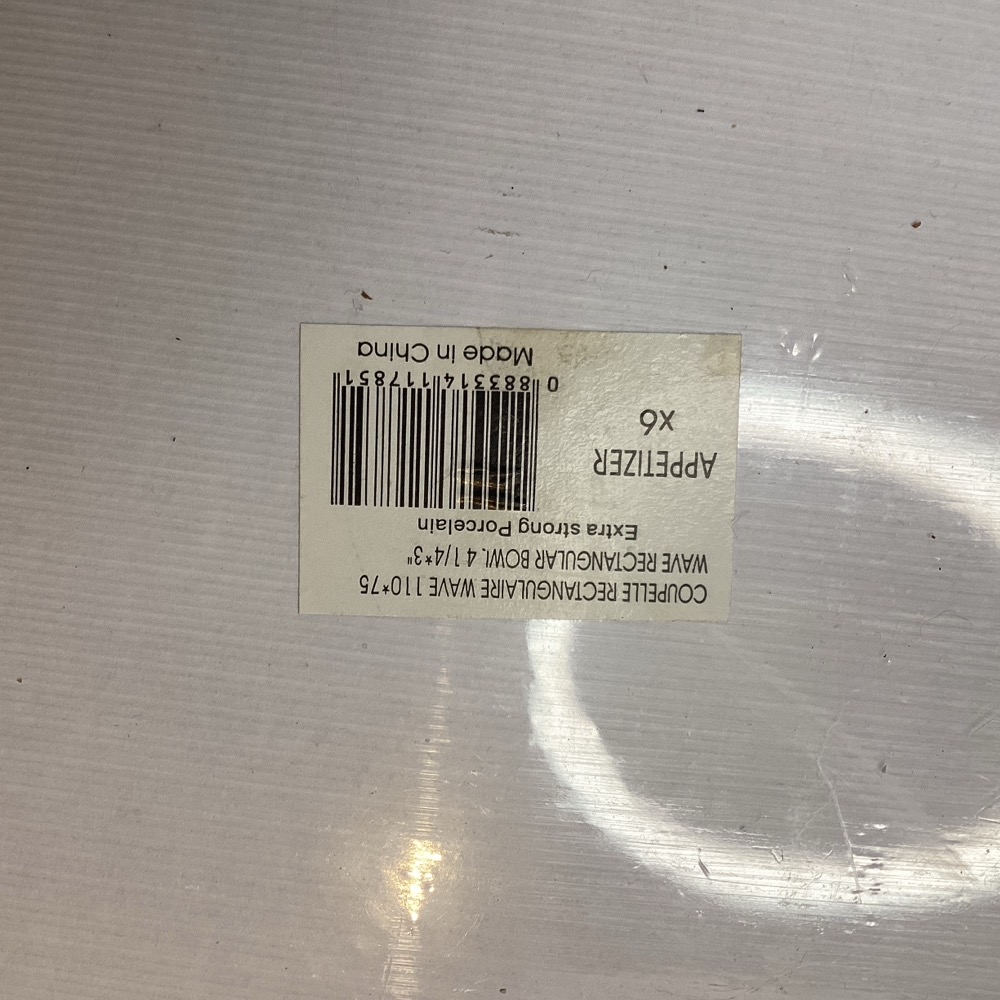 COUPELLE RECTANGULAIRE WAVE 110*75
WAVE RECTANGULAR BOWL 4 1/4*3"
Extra strong Porcelain
APPETIZER
x6
0 883314 117851
Made in China